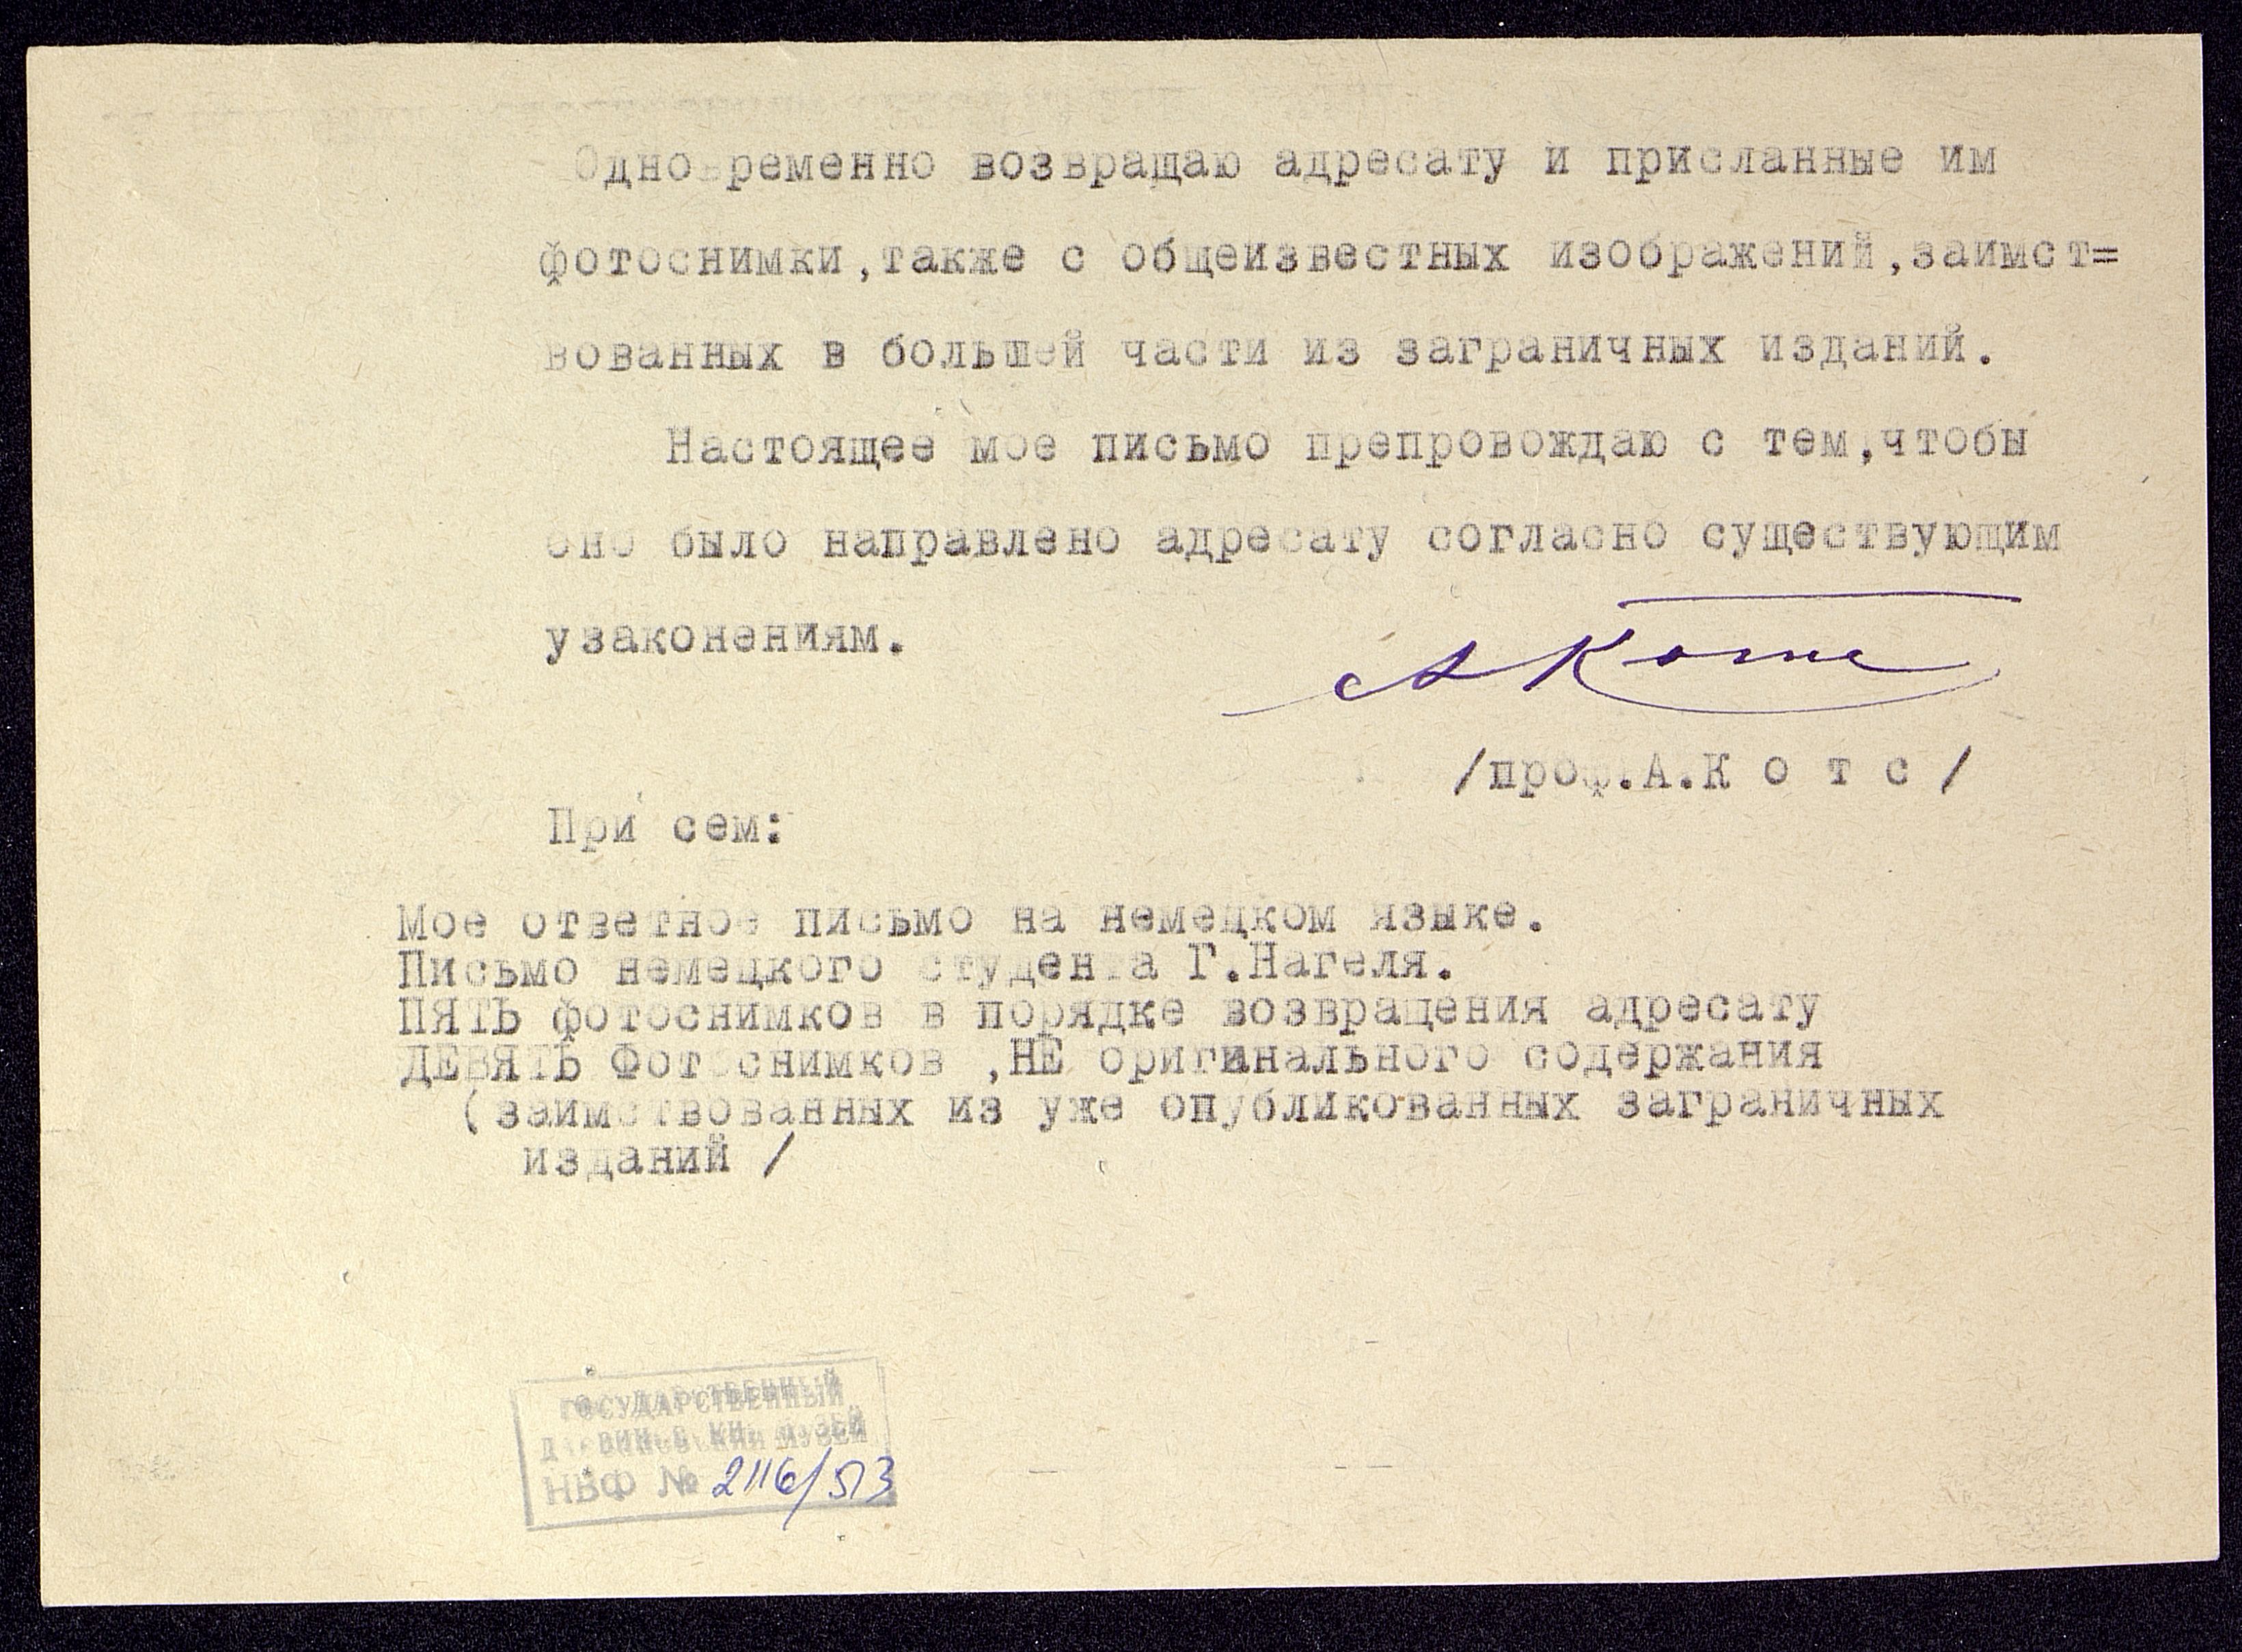 Одновременно возвращаю адресату и присланные им
фотоснимки,также с общеизвестных изображений,заимст=
вованных в большей части из заграничных изданий.
Настоящее мое письмо препровождаю с тем,чтобы
оно было направлено адресату согласно существующим
узаконениям.
А Котс
/проф.А.К о т с/
При сем:
Мое ответное письмо на немецком языке.
Письмо немецкого студента Г.Нагеля.
ПЯТЬ фотоснимков в порядке возвращения адресату
ДЕВЯТЬ Фотоснимков ,НЕ оригинального содержания
(заимствованных из уже опубликованных заграничных
изданий /
ГОСУДАРСТВЕННЫЙ
ДАРВИНОВСКИЙ МУЗЕЙ
НВФ № 2116/513